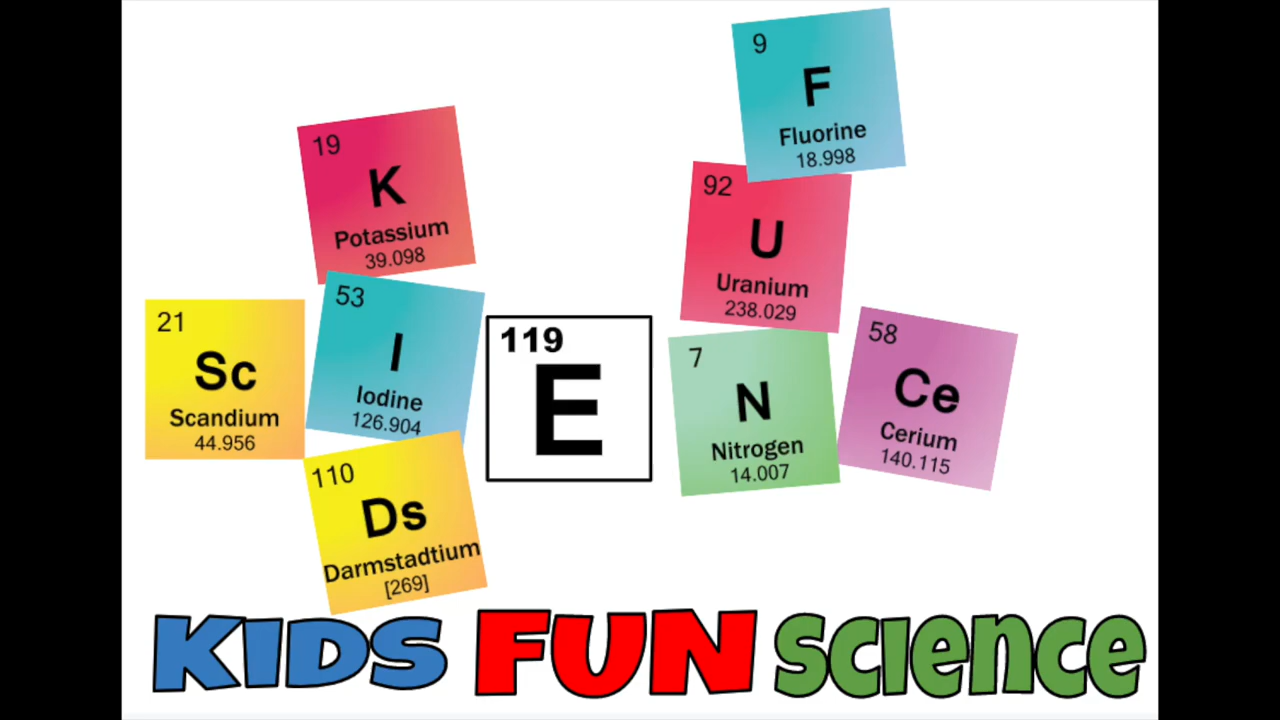 9
F
Fluorine
18.998
19
K
Potassium
39.098
92
U
Uranium
238.029
53
I
Iodine
126.904
21
Sc
Scandium
44.956
119
E
7
N
Nitrogen
14.007
58
Ce
Cerium
140.115
110
Ds
Darmstadtium
[269]
KIDS FUN SCIENCE